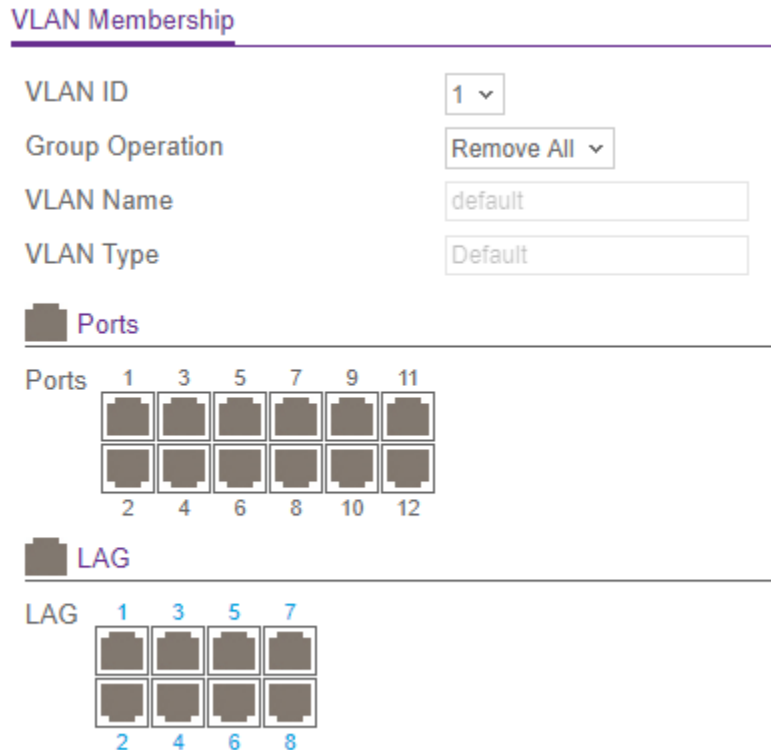 VLAN Membership
VLAN ID 1
Group Operation Remove All
VLAN Name default
VLAN Type Default
Ports
Ports 1 3 5 7 9 11
2 4 6 8 10 12
LAG
LAG 1 3 5 7
2 4 6 8